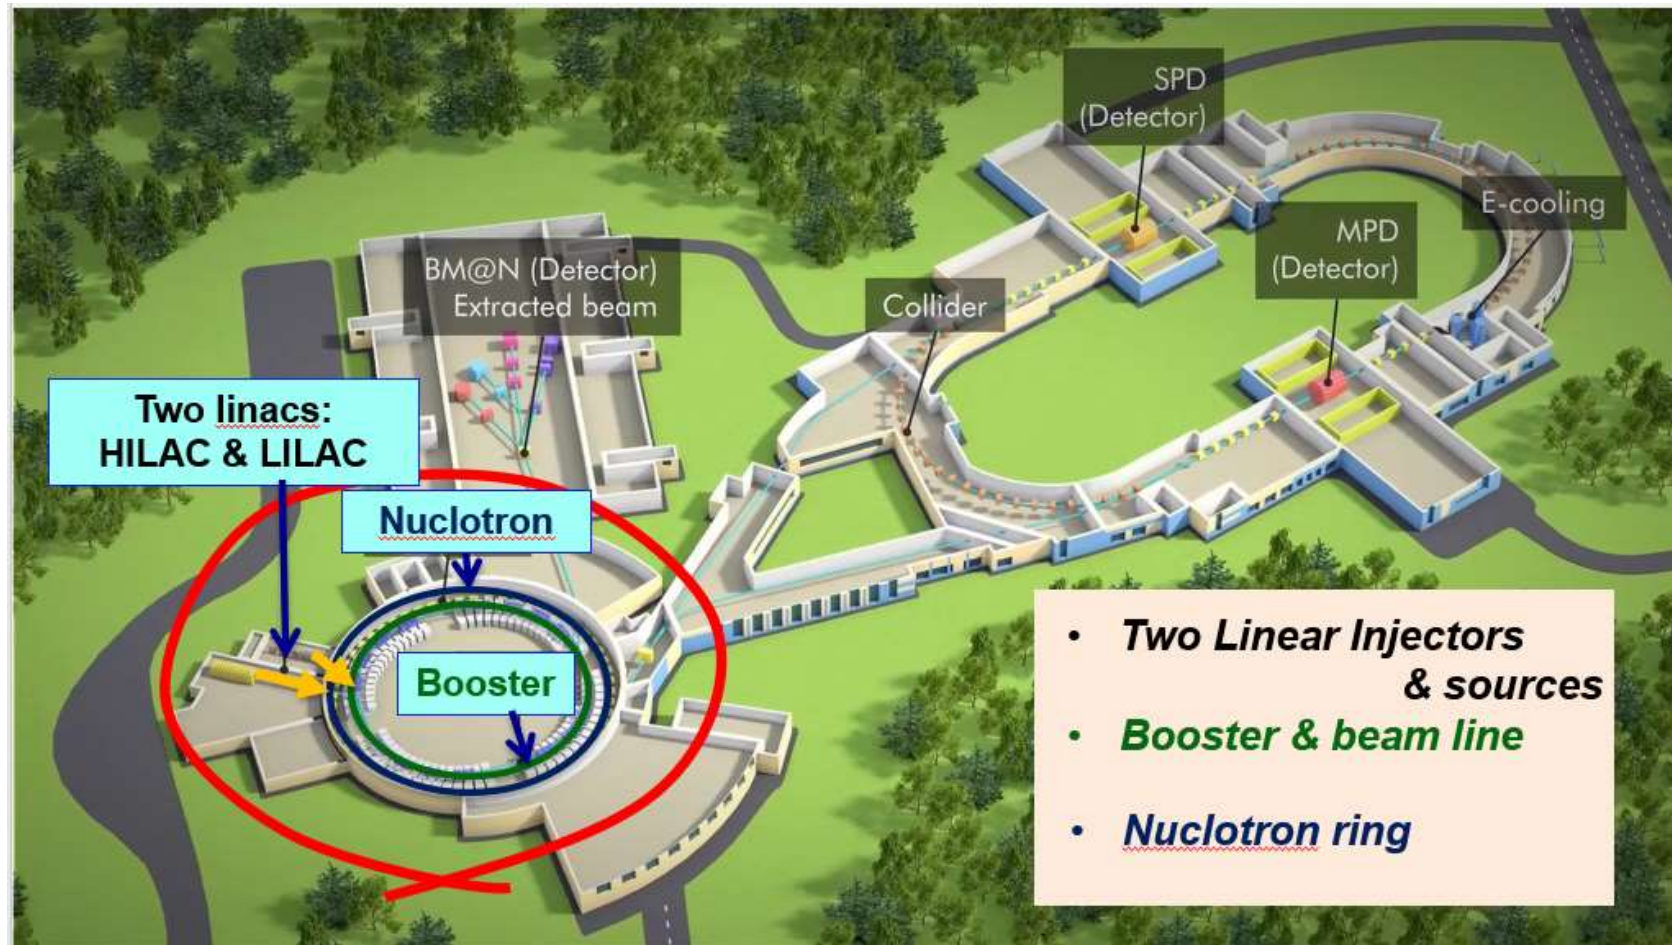 SPD
(Detector)
E-cooling
MPD
(Detector)
BM@N (Detector)
Extracted beam
Collider
Two linacs:
HILAC & LILAC
Nuclotron
Booster
• Two Linear Injectors
& sources
• Booster & beam line
• Nuclotron ring